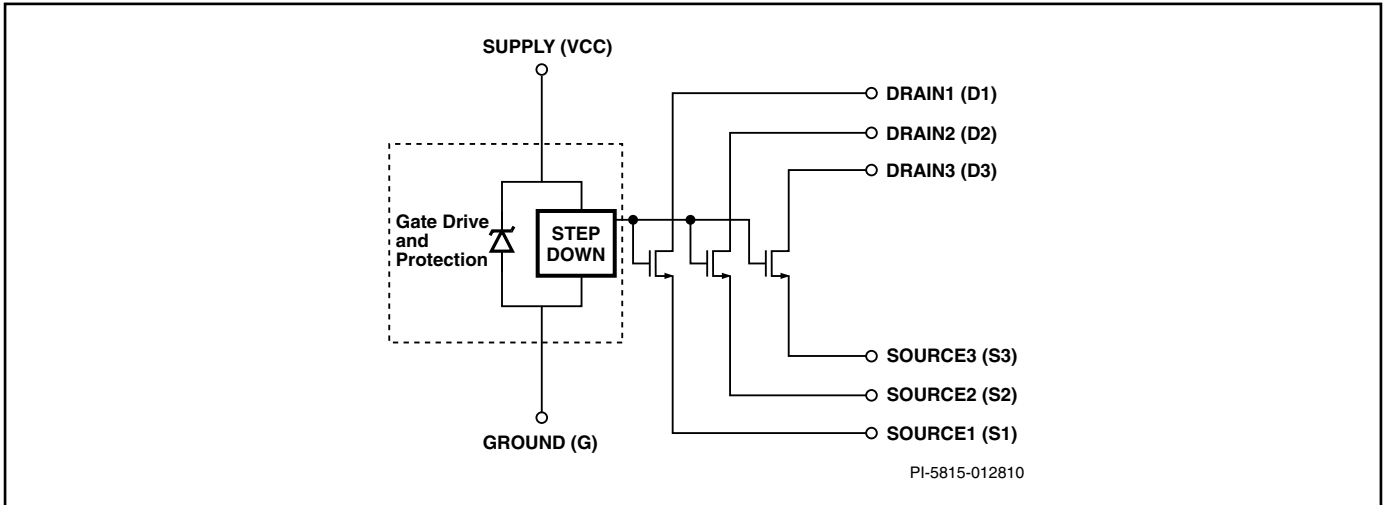 SUPPLY (VCC)
DRAIN1 (D1)
DRAIN2 (D2)
DRAIN3 (D3)
Gate Drive
and
Protection
STEP
DOWN
SOURCE3 (S3)
SOURCE2 (S2)
SOURCE1 (S1)
GROUND (G)
PI-5815-012810